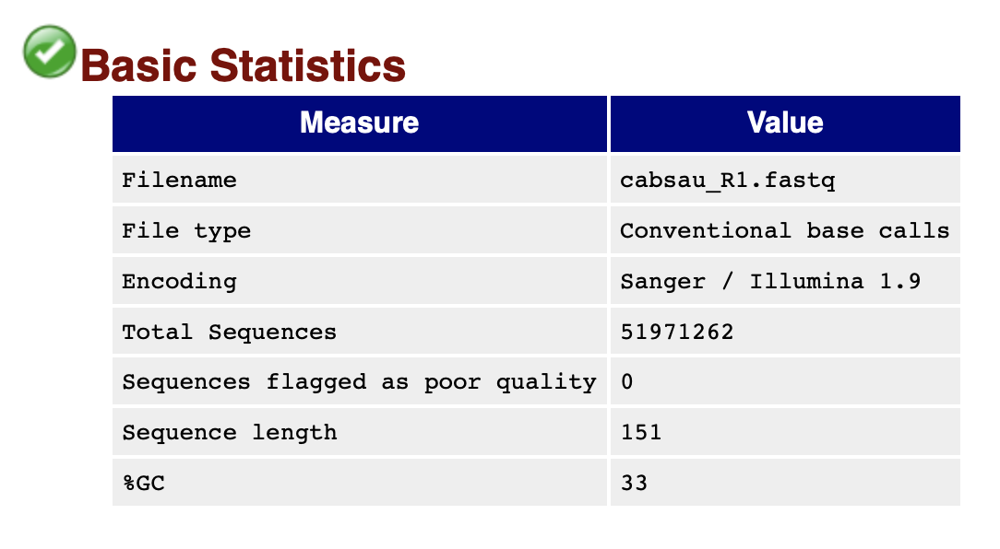 Basic Statistics
Measure Value
Filename cabsau_R1.fastq
File type Conventional base calls
Encoding Sanger / Illumina 1.9
Total Sequences 51971262
Sequences flagged as poor quality 0
Sequence length 151
%GC 33